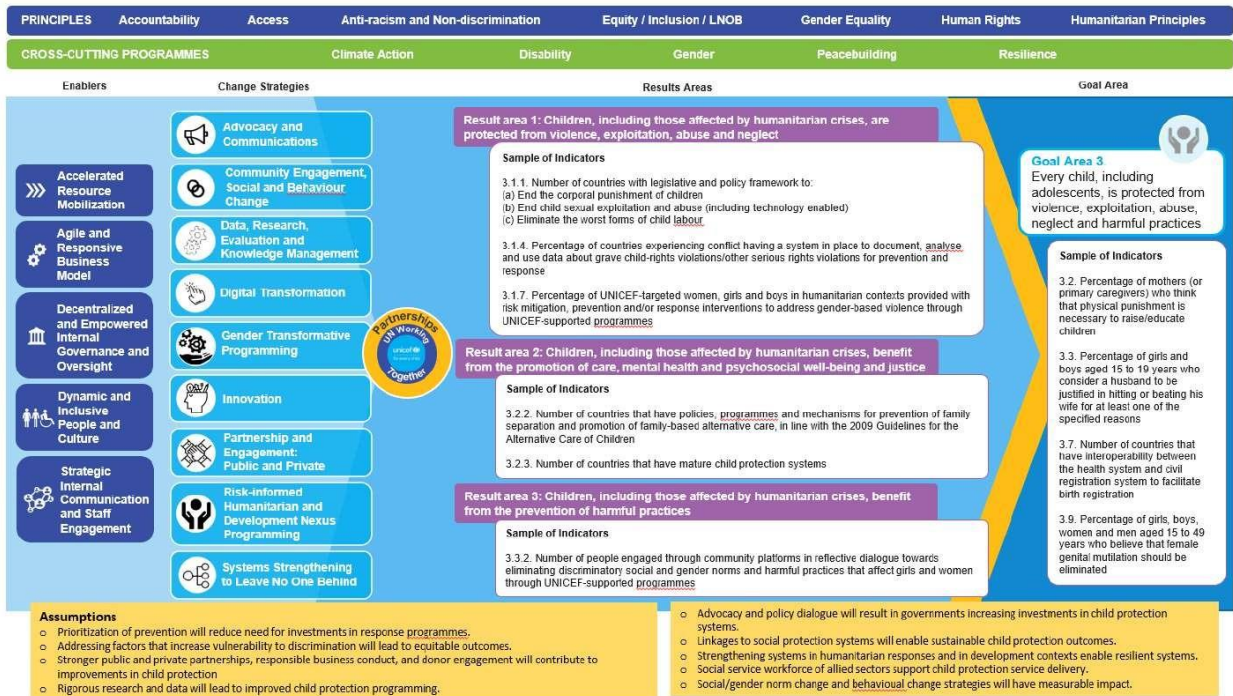 PRINCIPLES Accountability Access Anti-racism and Non-discrimination Equity / Inclusion / LNOB Gender Equality Human Rights Humanitarian Principles
CROSS-CUTTING PROGRAMMES Climate Action Disability Gender Peacebuilding Resilience
Enablers Change Strategies Results Areas Goal Area
Accelerated
Resource
Mobilization
Agile and
Responsive
Business
Model
Decentralized
and Empowered
Internal
Governance and
Oversight
Dynamic and
Inclusive
People and
Culture
Strategic
Internal
Communication
and Staff
Engagement
Advocacy and
Communications
Community Engagement,
Social and Behaviour
Change
Data, Research,
Evaluation and
Knowledge Management
Digital Transformation
Gender Transformative
Programming
Innovation
Partnership and
Engagement:
Public and Private
Risk-informed
Humanitarian and
Development Nexus
Programming
Systems Strengthening
to Leave No One Behind
Partnerships
UN Working
unicef
Together
Result area 1: Children, including those affected by humanitarian crises, are
protected from violence, exploitation, abuse and neglect
Sample of Indicators
3.1.1. Number of countries with legislative and policy framework to:
(a) End the corporal punishment of children
(b) End child sexual exploitation and abuse (including technology enabled)
(c) Eliminate the worst forms of child labour
3.1.4. Percentage of countries experiencing conflict having a system in place to document, analyse
and use data about grave child-rights violations/other serious rights violations for prevention and
response
3.1.7. Percentage of UNICEF-targeted women, girls and boys in humanitarian contexts provided with
risk mitigation, prevention and/or response interventions to address gender-based violence through
UNICEF-supported programmes
Result area 2: Children, including those affected by humanitarian crises, benefit
from the promotion of care, mental health and psychosocial well-being and justice
Sample of Indicators
3.2.2. Number of countries that have policies, programmes and mechanisms for prevention of family
separation and promotion of family-based alternative care, in line with the 2009 Guidelines for the
Alternative Care of Children
3.2.3. Number of countries that have mature child protection systems
Result area 3: Children, including those affected by humanitarian crises, benefit
from the prevention of harmful practices
Sample of Indicators
3.3.2. Number of people engaged through community platforms in reflective dialogue towards
eliminating discriminatory social and gender norms and harmful practices that affect girls and women
through UNICEF-supported programmes
Goal Area 3
Every child, including
adolescents, is protected from
violence, exploitation, abuse,
neglect and harmful practices
Sample of Indicators
3.2. Percentage of mothers (or
primary caregivers) who think
that physical punishment is
necessary to raise/educate
children
3.3. Percentage of girls and
boys aged 15 to 19 years who
consider a husband to be
justified in hitting or beating his
wife for at least one of the
specified reasons
3.7. Number of countries that
have interoperability between
the health system and civil
registration system to facilitate
birth registration
3.9. Percentage of girls, boys,
women and men aged 15 to 49
years who believe that female
genital mutilation should be
eliminated
Assumptions
o Prioritization of prevention will reduce need for investments in response programmes.
o Addressing factors that increase vulnerability to discrimination will lead to equitable outcomes.
o Stronger public and private partnerships, responsible business conduct, and donor engagement will contribute to
improvements in child protection
o Rigorous research and data will lead to improved child protection programming.
o Advocacy and policy dialogue will result in governments increasing investments in child protection
systems.
o Linkages to social protection systems will enable sustainable child protection outcomes.
o Strengthening systems in humanitarian responses and in development contexts enable resilient systems.
o Social service workforce of allied sectors support child protection service delivery.
o Social/gender norm change and behavioual change strategies will have measurable impact.